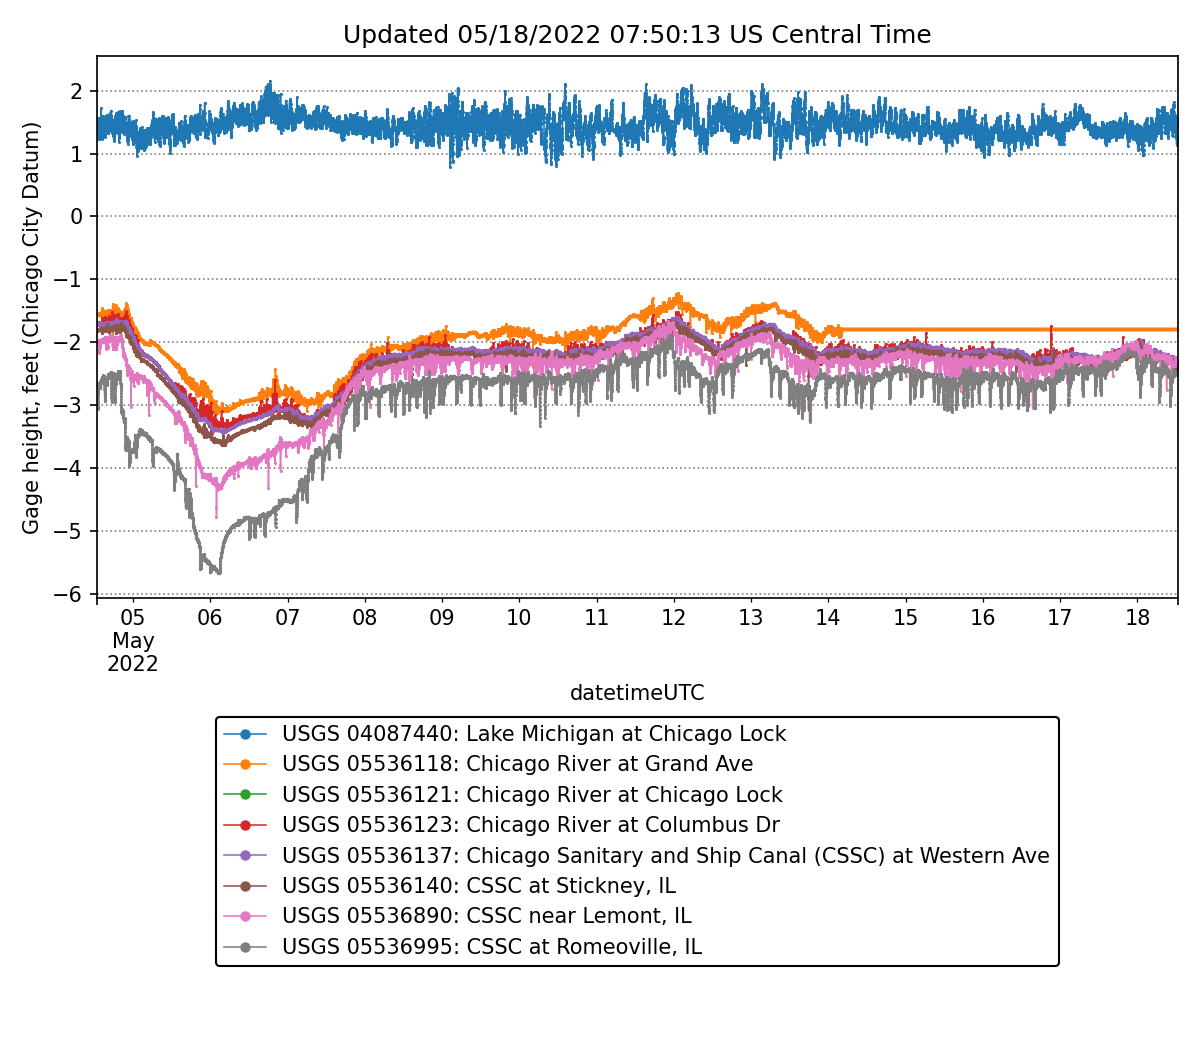 Updated 05/18/2022 07:50:13 US Central Time
Gage height, feet (Chicago City Datum)
2
1
0
−1
−2
−3
−4
−5
−6
05 06 07 08 09 10 11 12 13 14 15 16 17 18
May
2022
datetimeUTC
USGS 04087440: Lake Michigan at Chicago Lock
USGS 05536118: Chicago River at Grand Ave
USGS 05536121: Chicago River at Chicago Lock
USGS 05536123: Chicago River at Columbus Dr
USGS 05536137: Chicago Sanitary and Ship Canal (CSSC) at Western Ave
USGS 05536140: CSSC at Stickney, IL
USGS 05536890: CSSC near Lemont, IL
USGS 05536995: CSSC at Romeoville, IL